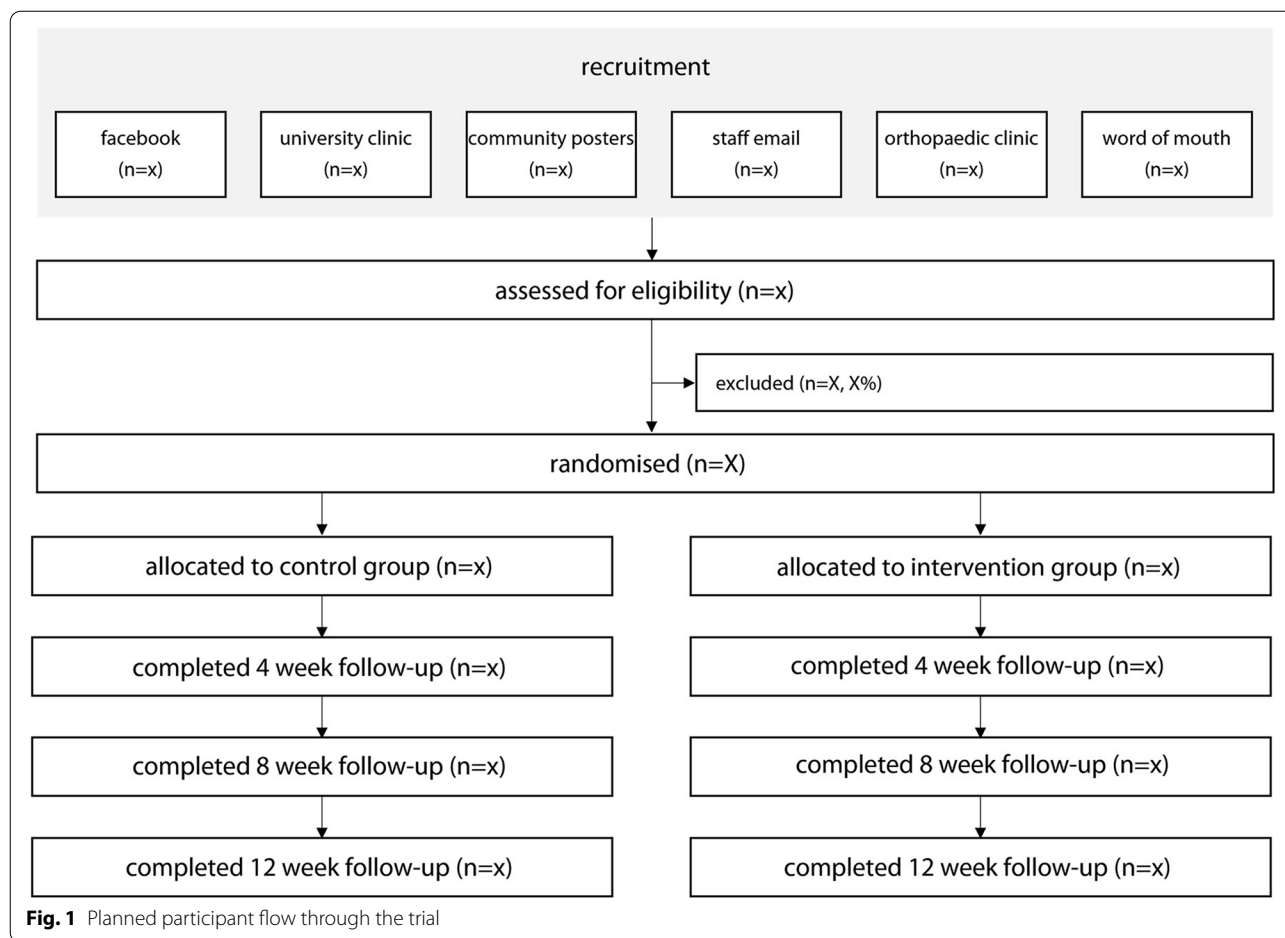 recruitment
facebook
(n=x)
university clinic
(n=x)
community posters
(n=x)
staff email
(n=x)
orthopaedic clinic
(n=x)
word of mouth
(n=x)
assessed for eligibility (n=x)
excluded (n=X, X%)
randomised (n=X)
allocated to control group (n=x)
completed 4 week follow-up (n=x)
completed 8 week follow-up (n=x)
completed 12 week follow-up (n=x)
allocated to intervention group (n=x)
completed 4 week follow-up (n=x)
completed 8 week follow-up (n=x)
completed 12 week follow-up (n=x)
Fig. 1 Planned participant flow through the trial